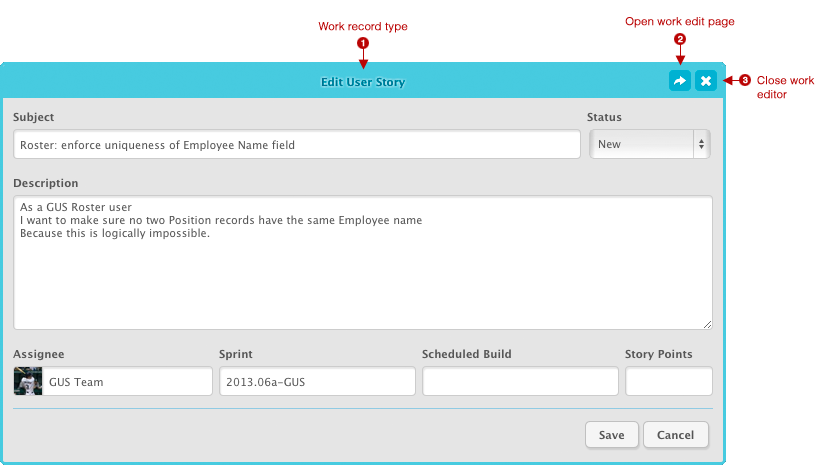 Work record type
1
Open work edit page
2
Edit User Story
3 Close work
editor
Subject
Status
Roster: enforce uniqueness of Employee Name field
New
Description
As a GUS Roster user
I want to make sure no two Position records have the same Employee name
Because this is logically impossible.
Assignee
Sprint
Scheduled Build
Story Points
GUS Team
2013.06a-GUS
Save
Cancel